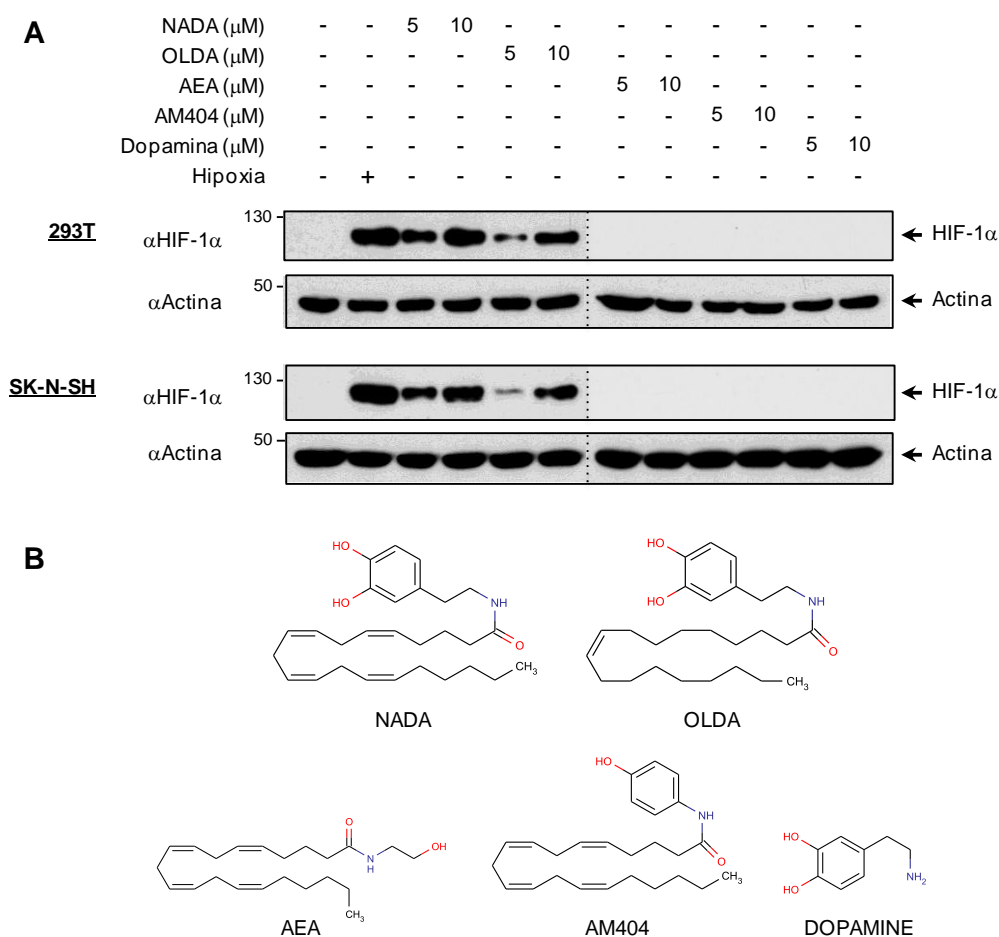 A
NADA (μM) - - 5 10 - - - - - - - -
OLDA (μM) - - - - 5 10 - - - - - -
AEA (μM) - - - - - - 5 10 - - - -
AM404 (μM) - - - - - - - - 5 10 - -
Dopamina (μM) - - - - - - - - - - 5 10
Hipoxia - + - - - - - - - - - -
293T αHIF-1α 130 HIF-1α
αActina 50 Actina
SK-N-SH αHIF-1α 130 HIF-1α
αActina 50 Actina
B
HO HO NH O CH3
NADA
HO HO NH O CH3
OLDA
O NH OH CH3
AEA
HO NH O CH3
AM404
HO HO NH2
DOPAMINE